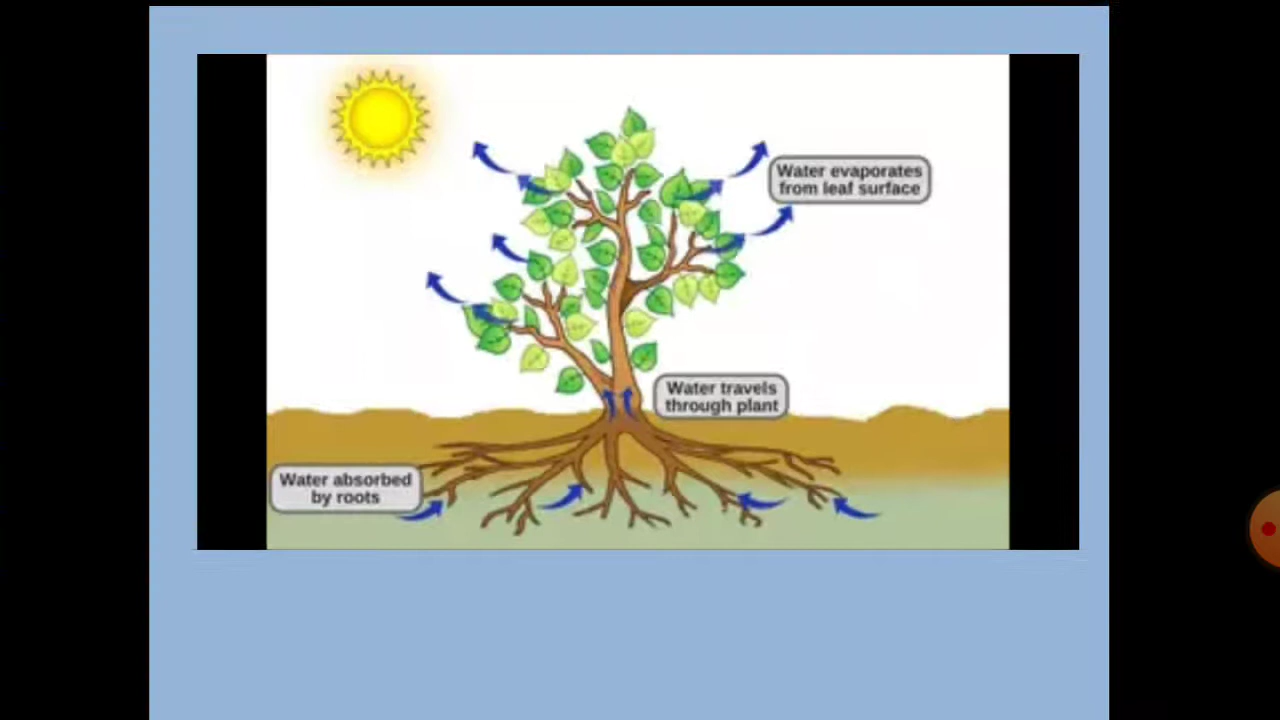 Water evaporates
from leaf surface
Water travels
through plant
Water absorbed
by roots